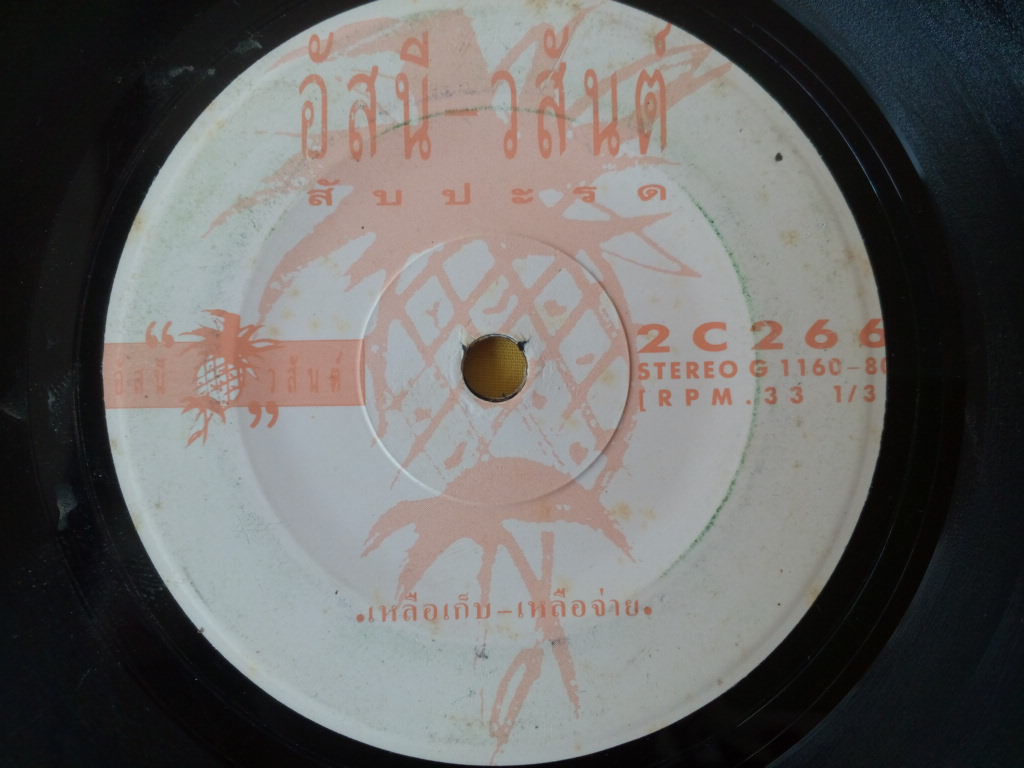 อัสนี-วสันต์
สับปะรด
2C266
STEREO G 1160-80
[RPM.33 1/3
“ อัสนี วสันต์ ”
•เหลือเก็บ-เหลือจ่าย•